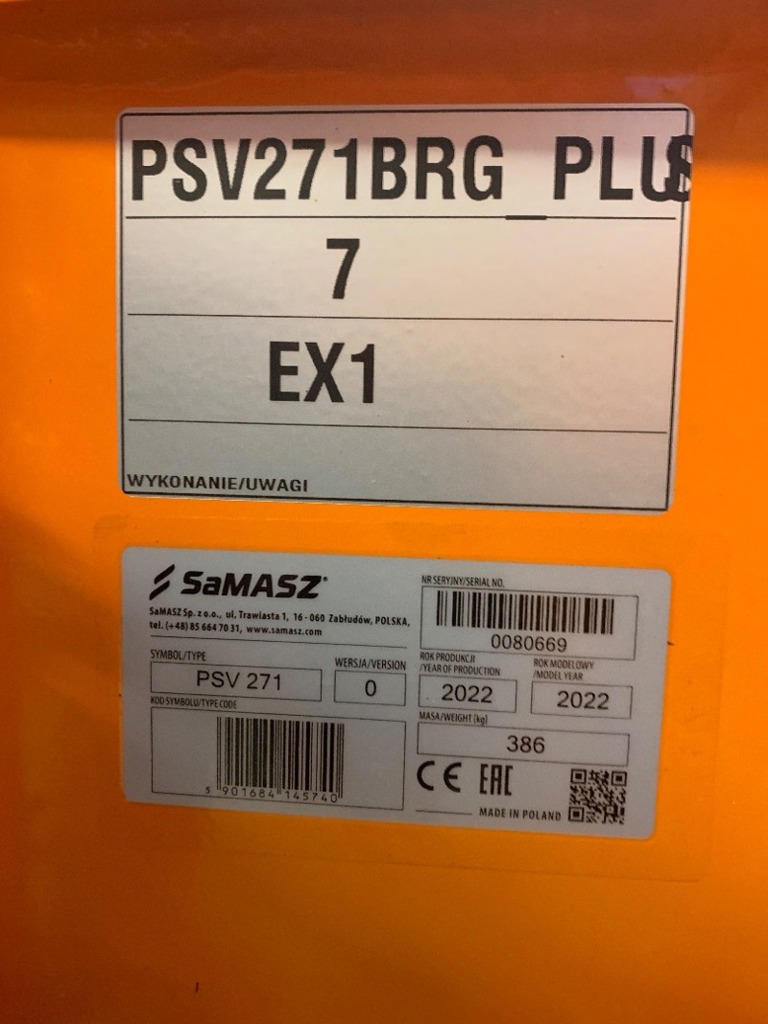 PSV271BRG_PLUS
7
EX1
WYKONANIE/UWAGI
SaMASZ
SaMASZ Sp. z o.o., ul. Trawiasta 1, 16-060 Zabłudów, POLSKA,
tel. (+48) 85 664 70 31, www.samasz.com
SYMBOL/TYPE
PSV 271
WERSJA/VERSION
0
KOD SYMBOLU/TYPE CODE
5 901684 145740
NR SERYJNY/SERIAL NO.
0080669
ROK PRODUKCJI
/YEAR OF PRODUCTION
2022
ROK MODELOWY
/MODEL YEAR
2022
MASA/WEIGHT [kg]
386
CE EAC
MADE IN POLAND